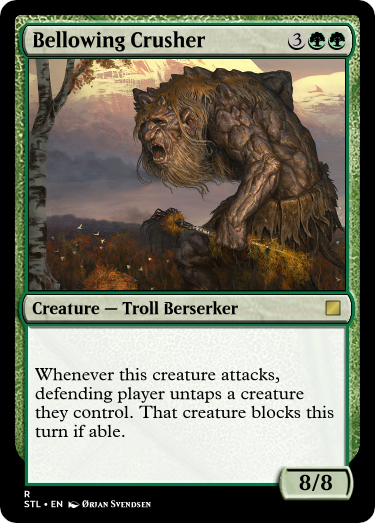 Bellowing Crusher 3
Creature — Troll Berserker
Whenever this creature attacks,
defending player untaps a creature
they control. That creature blocks this
turn if able.
8/8
R
STL • EN Ørjan Svendsen